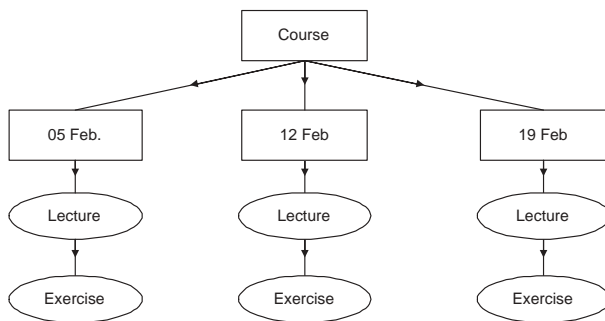 Course
05 Feb.
12 Feb
19 Feb
Lecture
Lecture
Lecture
Exercise
Exercise
Exercise